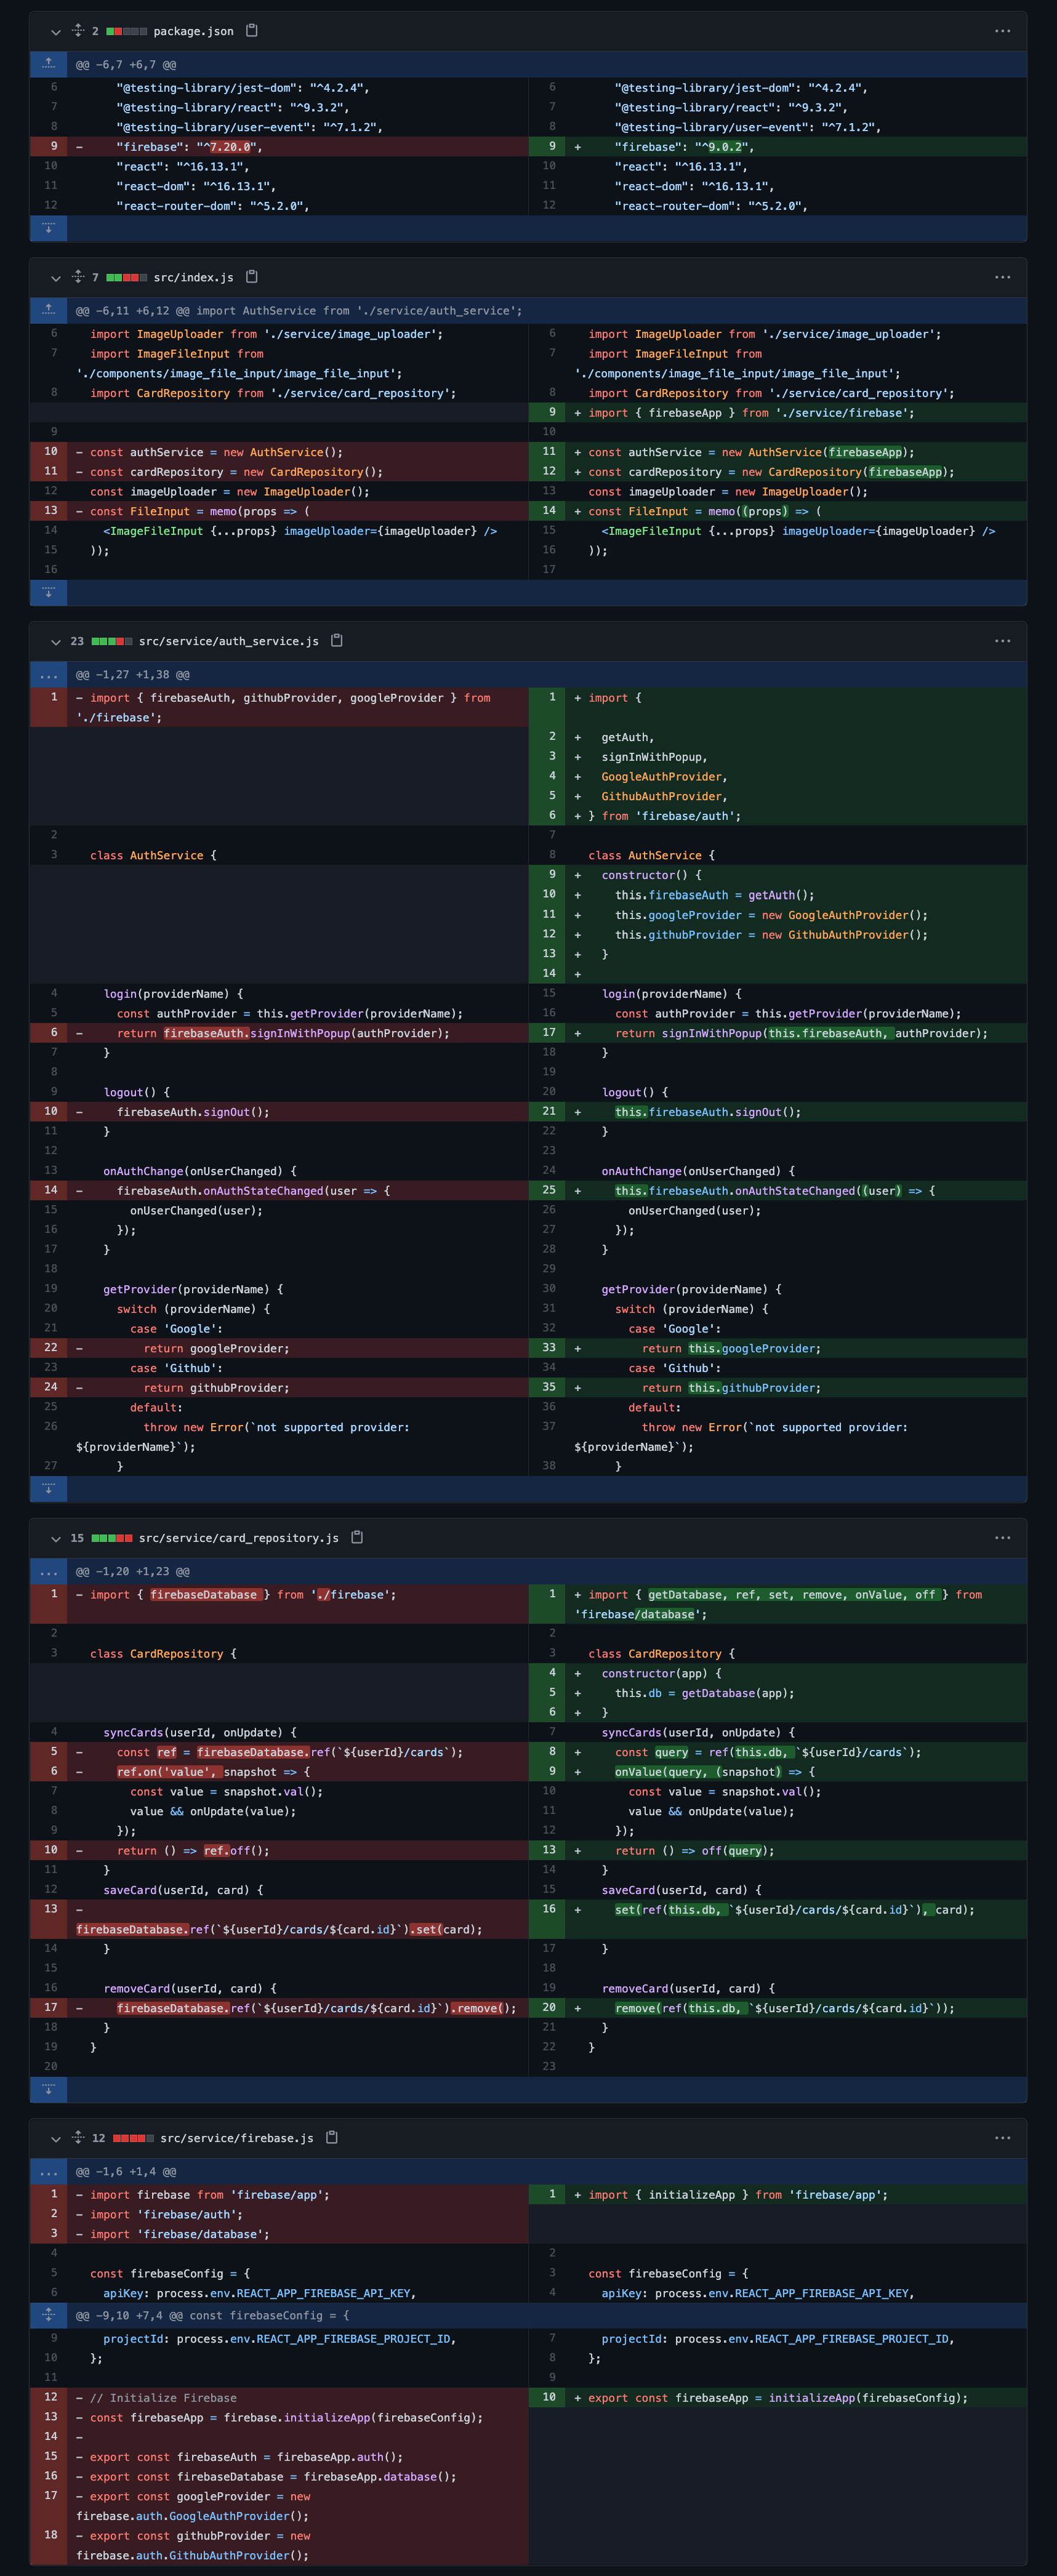 2 package.json
@@ -6,7 +6,7 @@
6 "@testing-library/jest-dom": "^4.2.4",
7 "@testing-library/react": "^9.3.2",
8 "@testing-library/user-event": "^7.1.2",
9 - "firebase": "^7.20.0",
10 "react": "^16.13.1",
11 "react-dom": "^16.13.1",
12 "react-router-dom": "^5.2.0",
6 "@testing-library/jest-dom": "^4.2.4",
7 "@testing-library/react": "^9.3.2",
8 "@testing-library/user-event": "^7.1.2",
9 + "firebase": "^9.0.2",
10 "react": "^16.13.1",
11 "react-dom": "^16.13.1",
12 "react-router-dom": "^5.2.0",
7 src/index.js
@@ -6,11 +6,12 @@ import AuthService from './service/auth_service';
6 import ImageUploader from './service/image_uploader';
7 import ImageFileInput from
'./components/image_file_input/image_file_input';
8 import CardRepository from './service/card_repository';
9
10 - const authService = new AuthService();
11 - const cardRepository = new CardRepository();
12 const imageUploader = new ImageUploader();
13 - const FileInput = memo(props => (
14 <ImageFileInput {...props} imageUploader={imageUploader} />
15 ));
16
6 import ImageUploader from './service/image_uploader';
7 import ImageFileInput from
'./components/image_file_input/image_file_input';
8 import CardRepository from './service/card_repository';
9 + import { firebaseApp } from './service/firebase';
10
11 + const authService = new AuthService(firebaseApp);
12 + const cardRepository = new CardRepository(firebaseApp);
13 const imageUploader = new ImageUploader();
14 + const FileInput = memo((props) => (
15 <ImageFileInput {...props} imageUploader={imageUploader} />
16 ));
17
23 src/service/auth_service.js
@@ -1,27 +1,38 @@
1 - import { firebaseAuth, githubProvider, googleProvider } from
'./firebase';
2
3 class AuthService {
4 login(providerName) {
5 const authProvider = this.getProvider(providerName);
6 - return firebaseAuth.signInWithPopup(authProvider);
7 }
8
9 logout() {
10 - firebaseAuth.signOut();
11 }
12
13 onAuthChange(onUserChanged) {
14 - firebaseAuth.onAuthStateChanged(user => {
15 onUserChanged(user);
16 });
17 }
18
19 getProvider(providerName) {
20 switch (providerName) {
21 case 'Google':
22 - return googleProvider;
23 case 'Github':
24 - return githubProvider;
25 default:
26 throw new Error(`not supported provider:
${providerName}`);
27 }
1 + import {
2 + getAuth,
3 + signInWithPopup,
4 + GoogleAuthProvider,
5 + GithubAuthProvider,
6 + } from 'firebase/auth';
7
8 class AuthService {
9 + constructor() {
10 + this.firebaseAuth = getAuth();
11 + this.googleProvider = new GoogleAuthProvider();
12 + this.githubProvider = new GithubAuthProvider();
13 + }
14 +
15 login(providerName) {
16 const authProvider = this.getProvider(providerName);
17 + return signInWithPopup(this.firebaseAuth, authProvider);
18 }
19
20 logout() {
21 + this.firebaseAuth.signOut();
22 }
23
24 onAuthChange(onUserChanged) {
25 + this.firebaseAuth.onAuthStateChanged((user) => {
26 onUserChanged(user);
27 });
28 }
29
30 getProvider(providerName) {
31 switch (providerName) {
32 case 'Google':
33 + return this.googleProvider;
34 case 'Github':
35 + return this.githubProvider;
36 default:
37 throw new Error(`not supported provider:
${providerName}`);
38 }
15 src/service/card_repository.js
@@ -1,20 +1,23 @@
1 - import { firebaseDatabase } from './firebase';
2
3 class CardRepository {
4 syncCards(userId, onUpdate) {
5 - const ref = firebaseDatabase.ref(`${userId}/cards`);
6 - ref.on('value', snapshot => {
7 const value = snapshot.val();
8 value && onUpdate(value);
9 });
10 - return () => ref.off();
11 }
12 saveCard(userId, card) {
13 -
firebaseDatabase.ref(`${userId}/cards/${card.id}`).set(card);
14 }
15
16 removeCard(userId, card) {
17 - firebaseDatabase.ref(`${userId}/cards/${card.id}`).remove();
18 }
19 }
20
1 + import { getDatabase, ref, set, remove, onValue, off } from
'firebase/database';
2
3 class CardRepository {
4 + constructor(app) {
5 + this.db = getDatabase(app);
6 + }
7 syncCards(userId, onUpdate) {
8 + const query = ref(this.db, `${userId}/cards`);
9 + onValue(query, (snapshot) => {
10 const value = snapshot.val();
11 value && onUpdate(value);
12 });
13 + return () => off(query);
14 }
15 saveCard(userId, card) {
16 + set(ref(this.db, `${userId}/cards/${card.id}`), card);
17 }
18
19 removeCard(userId, card) {
20 + remove(ref(this.db, `${userId}/cards/${card.id}`));
21 }
22 }
23
12 src/service/firebase.js
@@ -1,6 +1,4 @@
1 - import firebase from 'firebase/app';
2 - import 'firebase/auth';
3 - import 'firebase/database';
4
5 const firebaseConfig = {
6 apiKey: process.env.REACT_APP_FIREBASE_API_KEY,
1 + import { initializeApp } from 'firebase/app';
2
3 const firebaseConfig = {
4 apiKey: process.env.REACT_APP_FIREBASE_API_KEY,
@@ -9,10 +7,4 @@ const firebaseConfig = {
9 projectId: process.env.REACT_APP_FIREBASE_PROJECT_ID,
10 };
11
12 - // Initialize Firebase
13 - const firebaseApp = firebase.initializeApp(firebaseConfig);
14 -
15 - export const firebaseAuth = firebaseApp.auth();
16 - export const firebaseDatabase = firebaseApp.database();
17 - export const googleProvider = new
firebase.auth.GoogleAuthProvider();
18 - export const githubProvider = new
firebase.auth.GithubAuthProvider();
7 projectId: process.env.REACT_APP_FIREBASE_PROJECT_ID,
8 };
9
10 + export const firebaseApp = initializeApp(firebaseConfig);